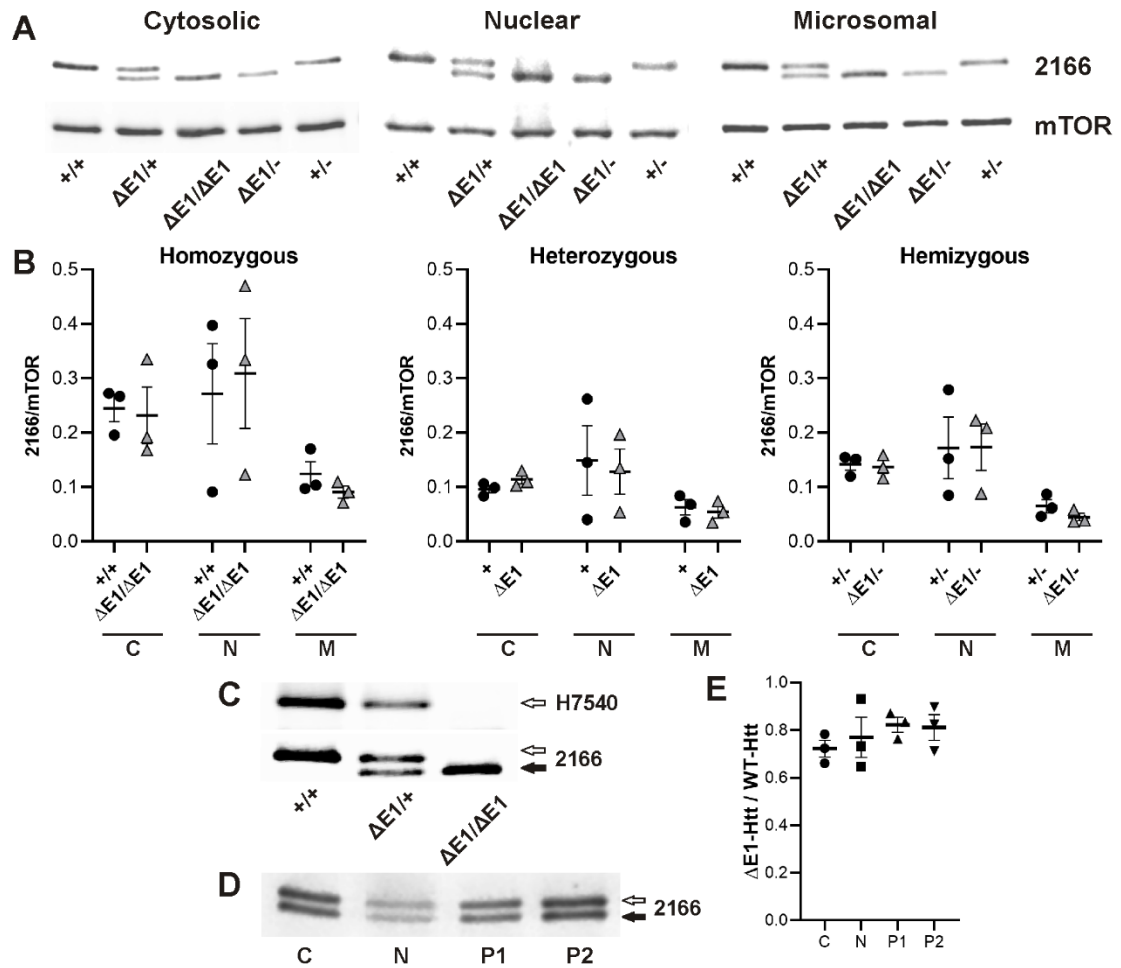 A
Cytosolic Nuclear Microsomal
2166
mTOR
+/+ ΔE1/+ ΔE1/ΔE1 ΔE1/- +/- +/+ ΔE1/+ ΔE1/ΔE1 ΔE1/- +/- +/+ ΔE1/+ ΔE1/ΔE1 ΔE1/- +/-
B
Homozygous
2166/mTOR
0.5
0.4
0.3
0.2
0.1
0.0
+/+ ΔE1/ΔE1 +/+ ΔE1/ΔE1 +/+ ΔE1/ΔE1
C N M
Heterozygous
2166/mTOR
0.5
0.4
0.3
0.2
0.1
0.0
+ ΔE1 + ΔE1 + ΔE1
C N M
Hemizygous
2166/mTOR
0.5
0.4
0.3
0.2
0.1
0.0
+/- ΔE1/- +/- ΔE1/- +/- ΔE1/-
C N M
C
H7540
2166
+/+ ΔE1/+ ΔE1/ΔE1
D
2166
C N P1 P2
E
ΔE1-Htt / WT-Htt
1.0
0.8
0.6
0.4
0.2
0.0
C N P1 P2